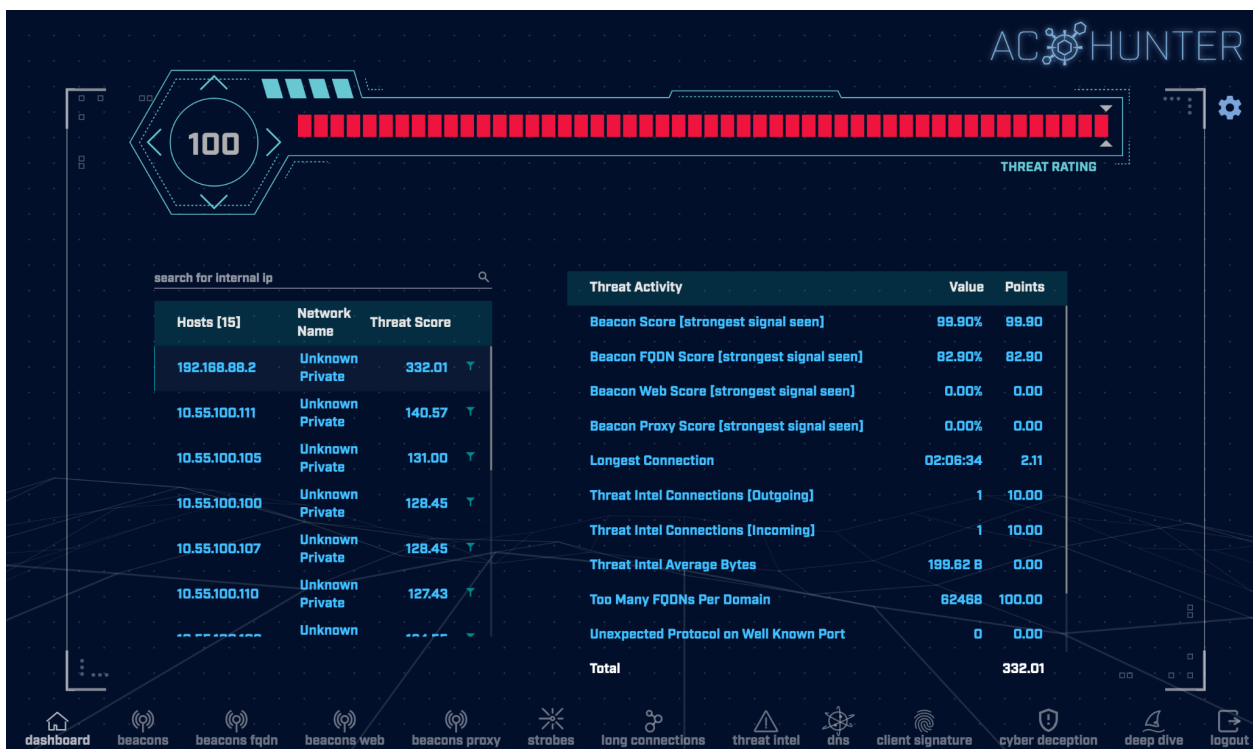 AC HUNTER
100
THREAT RATING
search for internal ip
Hosts [15] Network Name Threat Score
192.168.88.2 Unknown Private 332.01
10.55.100.111 Unknown Private 140.57
10.55.100.105 Unknown Private 131.00
10.55.100.100 Unknown Private 128.45
10.55.100.107 Unknown Private 128.45
10.55.100.110 Unknown Private 127.43
Unknown
Threat Activity Value Points
Beacon Score [strongest signal seen] 99.90% 99.90
Beacon FQDN Score [strongest signal seen] 82.90% 82.90
Beacon Web Score [strongest signal seen] 0.00% 0.00
Beacon Proxy Score [strongest signal seen] 0.00% 0.00
Longest Connection 02:06:34 2.11
Threat Intel Connections [Outgoing] 1 10.00
Threat Intel Connections [Incoming] 1 10.00
Threat Intel Average Bytes 199.62 B 0.00
Too Many FQDNs Per Domain 62468 100.00
Unexpected Protocol on Well Known Port 0 0.00
Total 332.01
dashboard beacons beacons fqdn beacons web beacons proxy strobes long connections threat intel dns client signature cyber deception deep dive logout